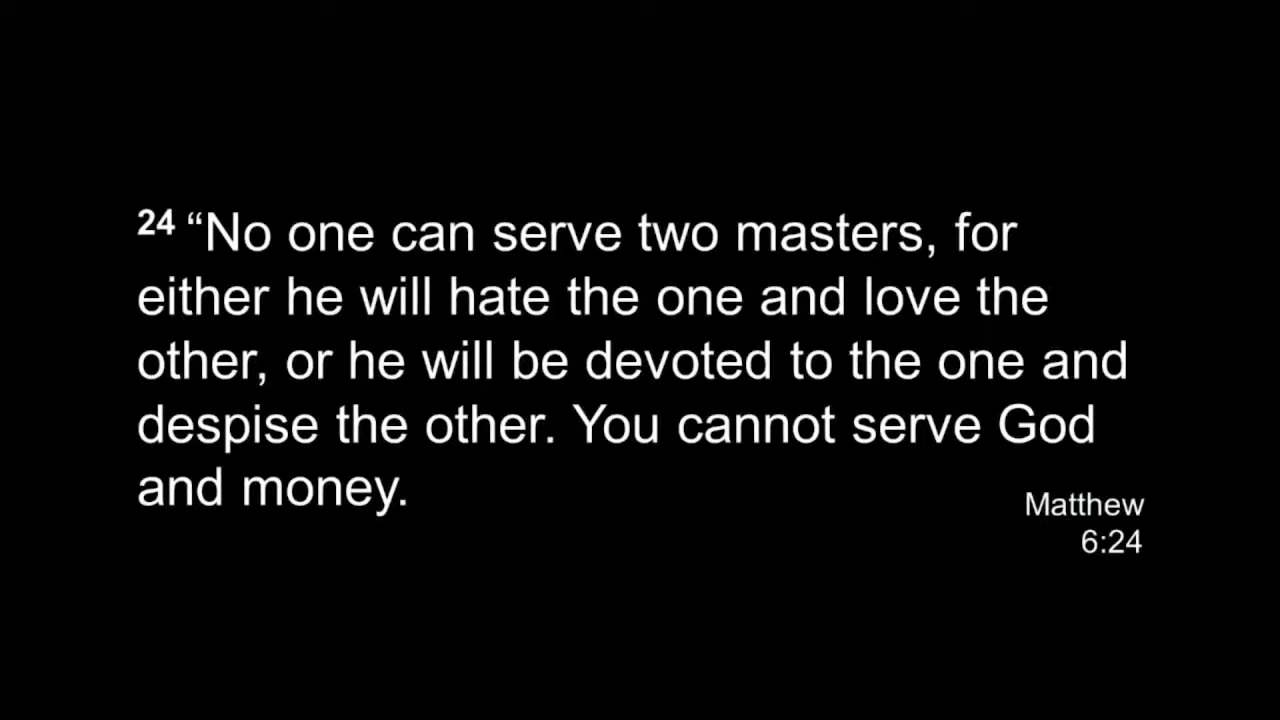 24 “No one can serve two masters, for
either he will hate the one and love the
other, or he will be devoted to the one and
despise the other. You cannot serve God
and money.
Matthew
6:24